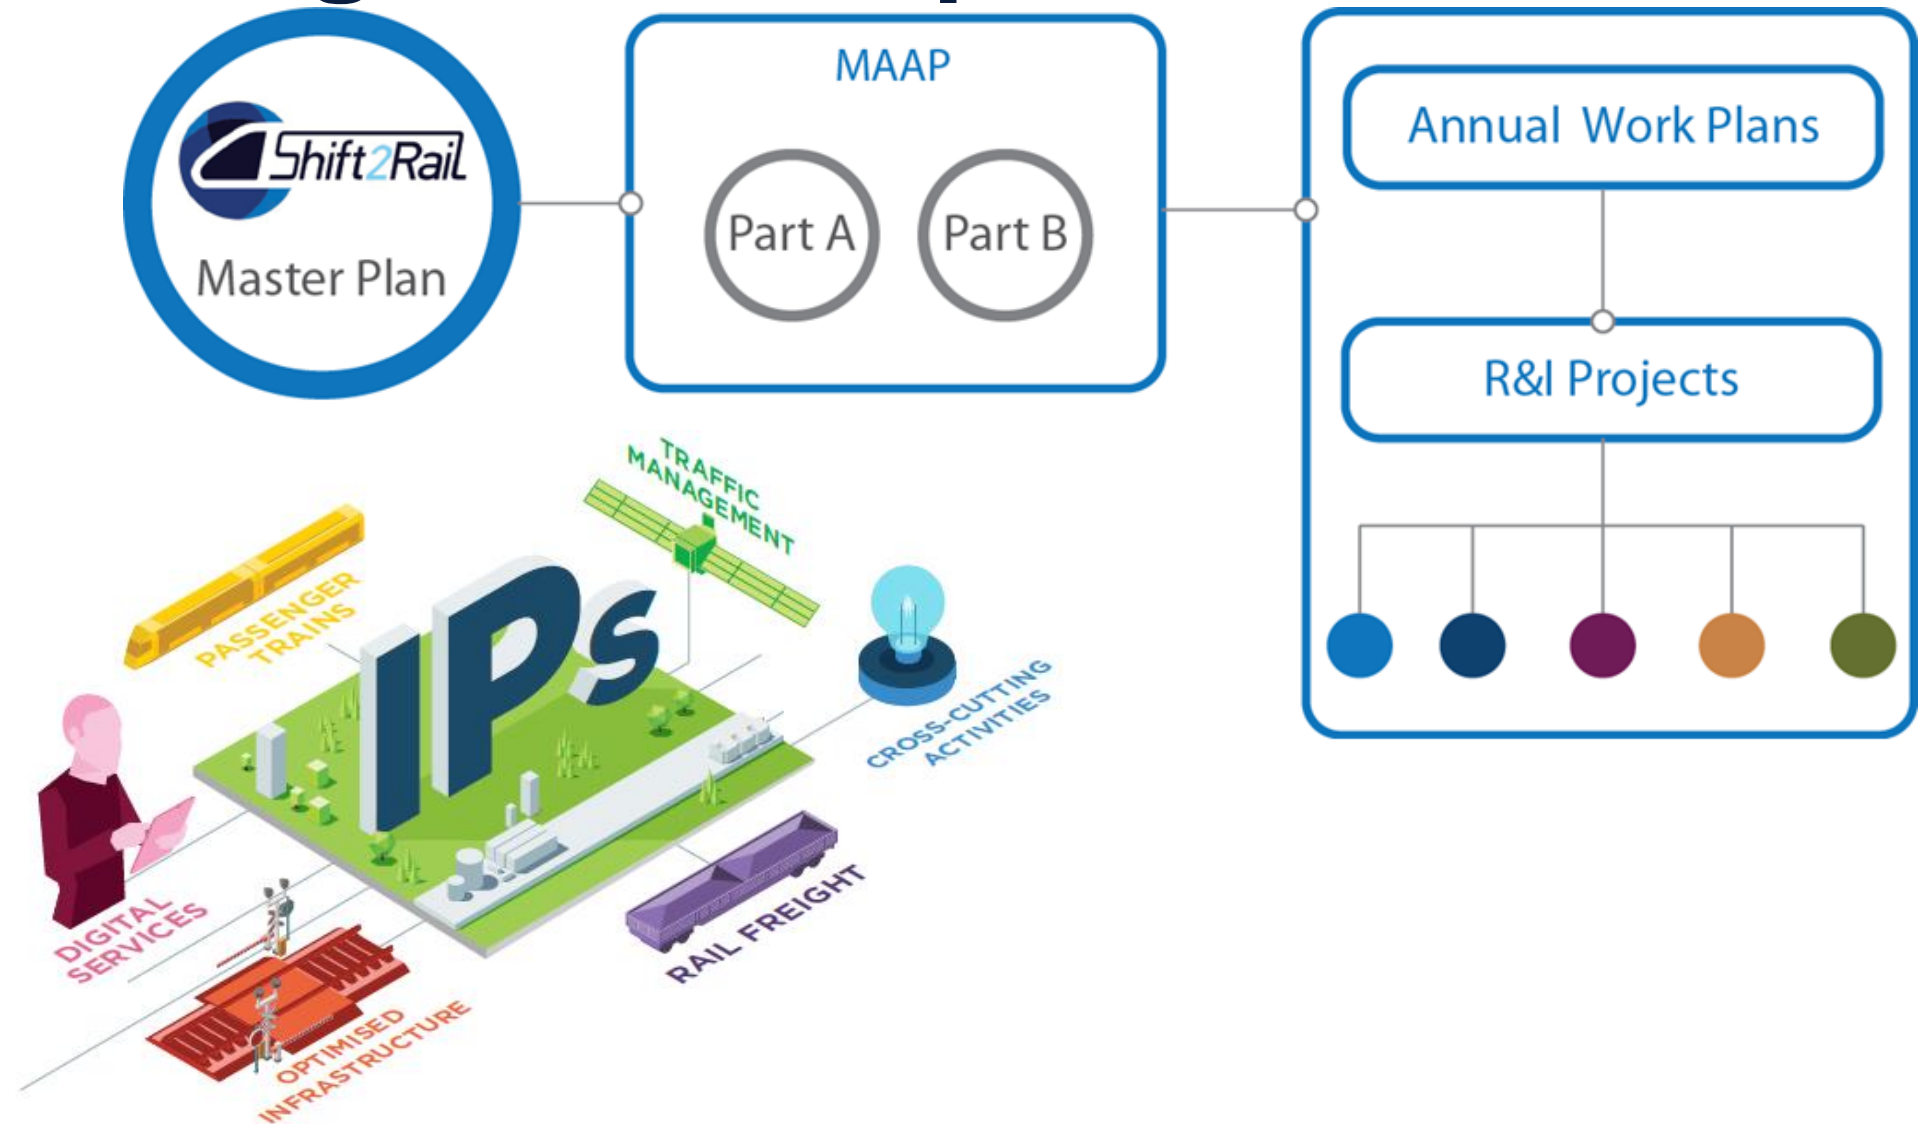 Shift2Rail
Master Plan
MAAP
Part A
Part B
Annual Work Plans
R&I Projects
TRAFFIC
MANAGEMENT
PASSENGER
TRAINS
IPs
CROSS-CUTTING
ACTIVITIES
DIGITAL
SERVICES
RAIL FREIGHT
OPTIMISED
INFRASTRUCTURE